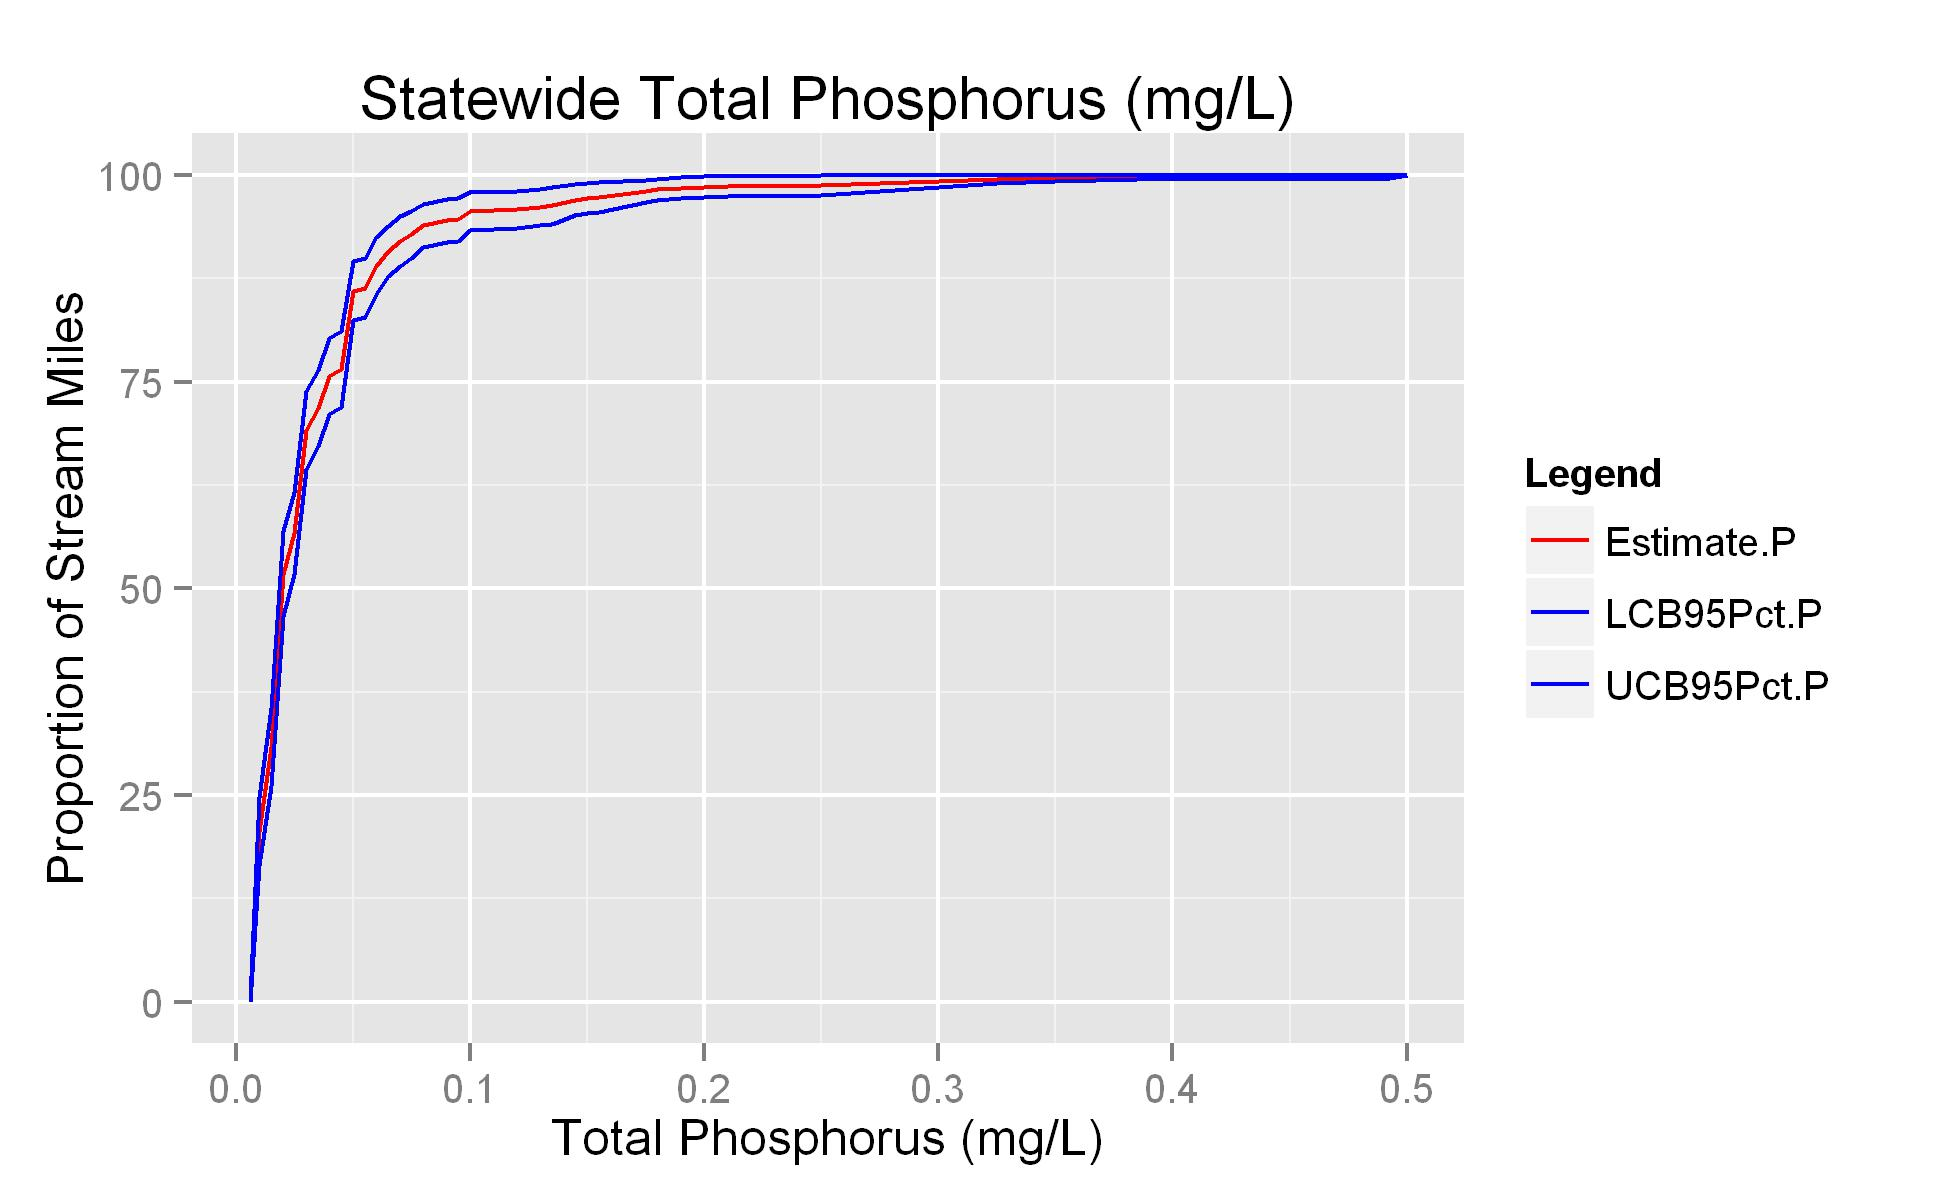 Statewide Total Phosphorus (mg/L)
Proportion of Stream Miles
100
75
50
25
0
0.0 0.1 0.2 0.3 0.4 0.5
Total Phosphorus (mg/L)
Legend
Estimate.P
LCB95Pct.P
UCB95Pct.P